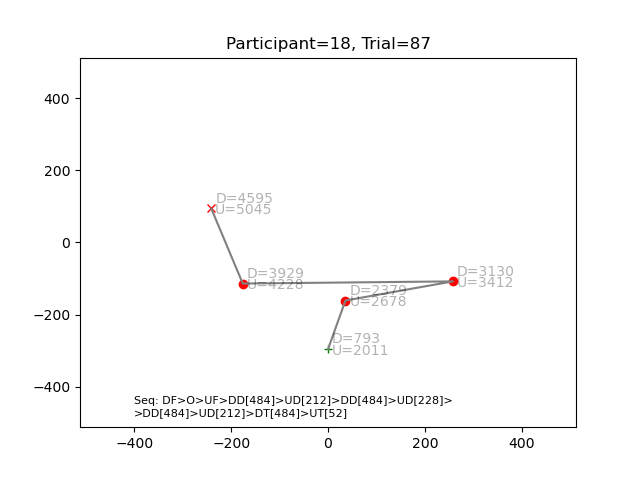 Participant=18, Trial=87
400
200
0
−200
−400
D=4595
U=5045
D=3929
U=4228
D=3130
U=3412
D=2379
U=2678
D=793
U=2011
Seq: DF>O>UF>DD[484]>UD[212]>DD[484]>UD[228]>
>DD[484]>UD[212]>DT[484]>UT[52]
−400 −200 0 200 400